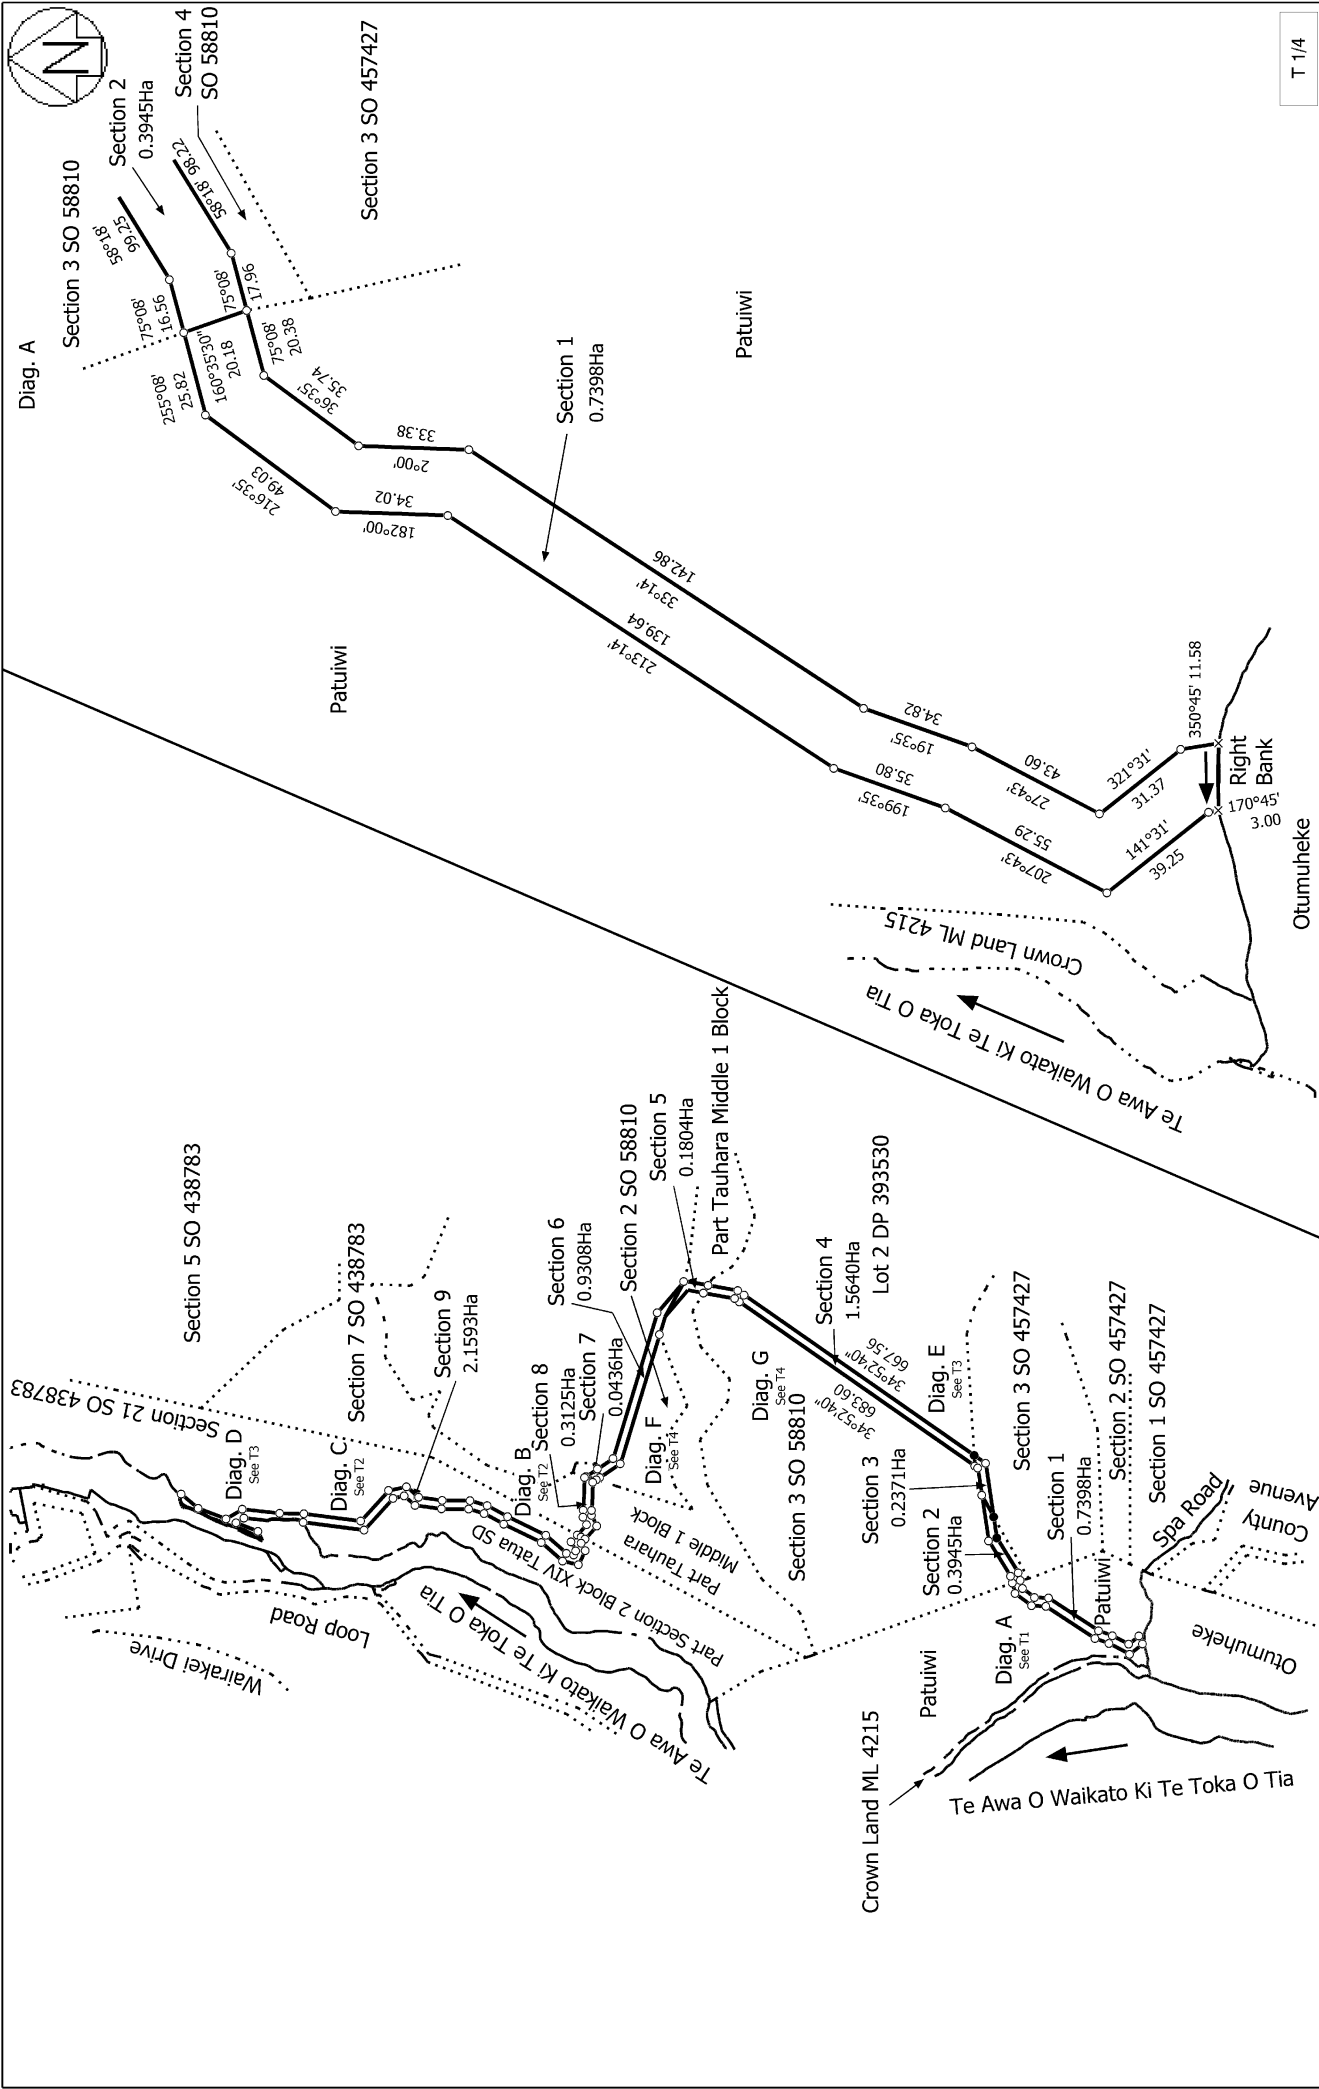 N
Diag. A
Section 3 SO 58810
Section 2
0.3945Ha
Section 4
SO 58810
Section 3 SO 457427
58°18'
99.25
58°18' 98.22
75°08'
16.56
75°08'
17.96
160°35'30"
20.18
255°08'
25.82
75°08'
20.38
216°35'
49.03
36°35'
35.74
182°00'
34.02
2°00'
33.38
Section 1
0.7398Ha
Patuiwi
Patuiwi
213°14'
139.64
33°14'
142.86
199°35'
35.80
19°35'
34.82
207°43'
55.29
27°43'
43.60
141°31'
39.25
321°31'
31.37
350°45' 11.58
170°45'
3.00
Right
Bank
Otumuheke
Crown Land ML 4215
Te Awa O Waikato Ki Te Toka O Tia
T 1/4
Section 5 SO 438783
Section 21 SO 438783
Section 7 SO 438783
Diag. D
See T3
Diag. C
See T2
Section 9
2.1593Ha
Diag. B
See T2
Section 8
0.3125Ha
Section 7
0.0436Ha
Section 6
0.9308Ha
Section 2 SO 58810
Section 5
0.1804Ha
Part Tauhara Middle 1 Block
Diag. F
See T4
Diag. G
See T4
Section 4
1.5640Ha
Lot 2 DP 393530
34°52'40"
683.60
34°52'40"
667.56
Diag. E
See T3
Section 3 SO 58810
Part Tauhara
Middle 1 Block
Part Section 2 Block XIV Tatua SD
Te Awa O Waikato Ki Te Toka O Tia
Loop Road
Wairakei Drive
Section 3
0.2371Ha
Section 2
0.3945Ha
Section 3 SO 457427
Section 1
0.7398Ha
Section 2 SO 457427
Section 1 SO 457427
Patuiwi
Diag. A
See T1
Patuiwi
Spa Road
County
Avenue
Otumuheke
Crown Land ML 4215
Te Awa O Waikato Ki Te Toka O Tia